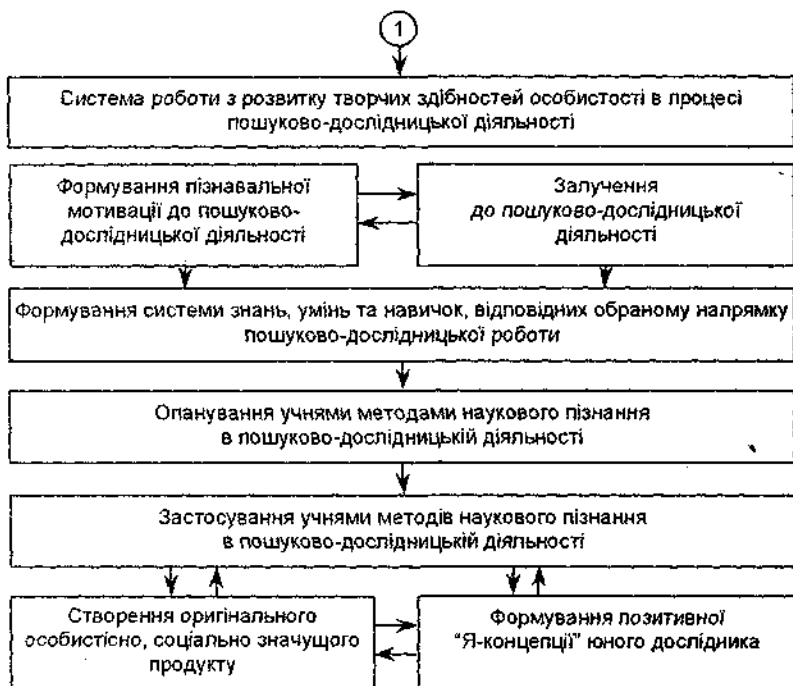 1
Система роботи з розвитку творчих здібностей особистості в процесі
пошуково-дослідницької діяльності
Формування пізнавальної
мотивації до пошуково-
дослідницької діяльності
Залучення
до пошуково-дослідницької
діяльності
Формування системи знань, умінь та навичок, відповідних обраному напрямку
пошуково-дослідницької роботи
Опанування учнями методами наукового пізнання
в пошуково-дослідницькій діяльності
Застосування учнями методів наукового пізнання
в пошуково-дослідницькій діяльності
Створення оригінального
особистісно, соціально значущого
продукту
Формування позитивної
“Я-концепції” юного дослідника